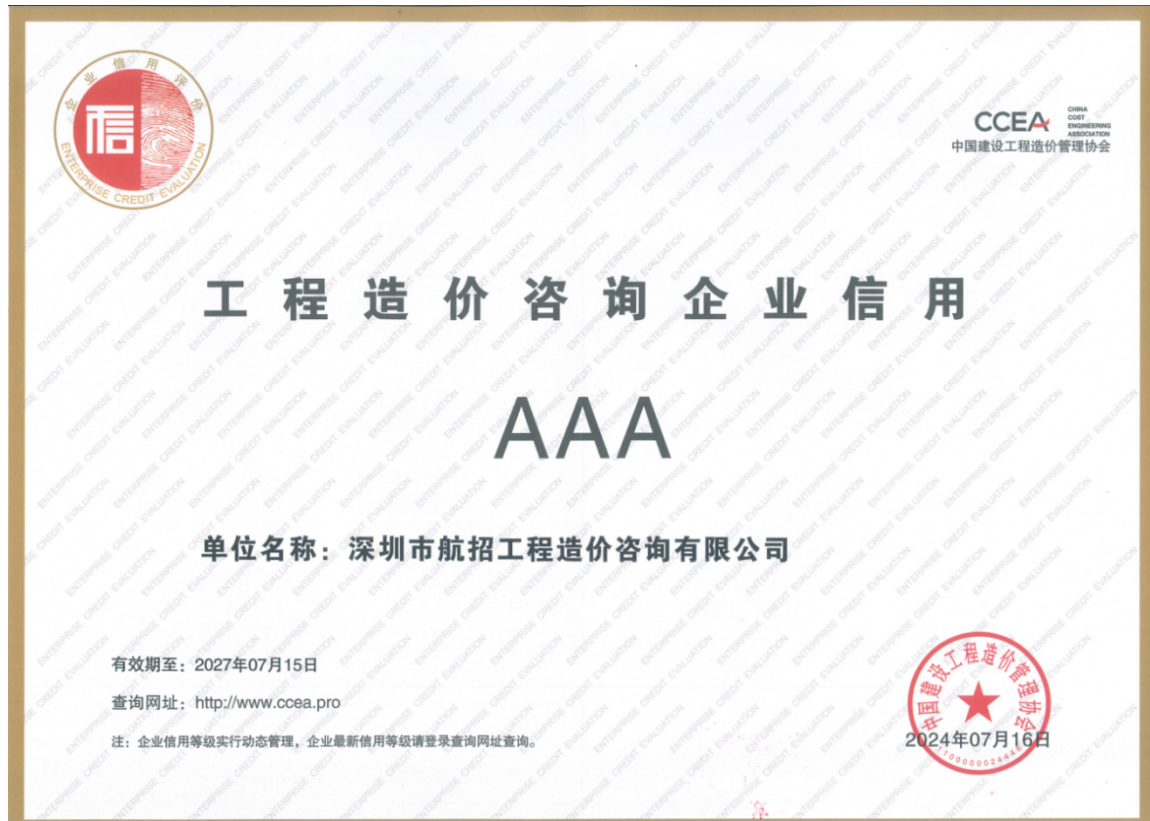 企业信用评价
信
ENTERPRISE CREDIT EVALUATION
CCEA
CHINA
COST
ENGINEERING
ASSOCIATION
中国建设工程造价管理协会
工程造价咨询企业信用
AAA
单位名称：深圳市航招工程造价咨询有限公司
有效期至：2027年07月15日
查询网址：http://www.ccea.pro
注：企业信用等级实行动态管理，企业最新信用等级请登录查询网址查询。
中国建设工程造价管理协会
2024年07月16日